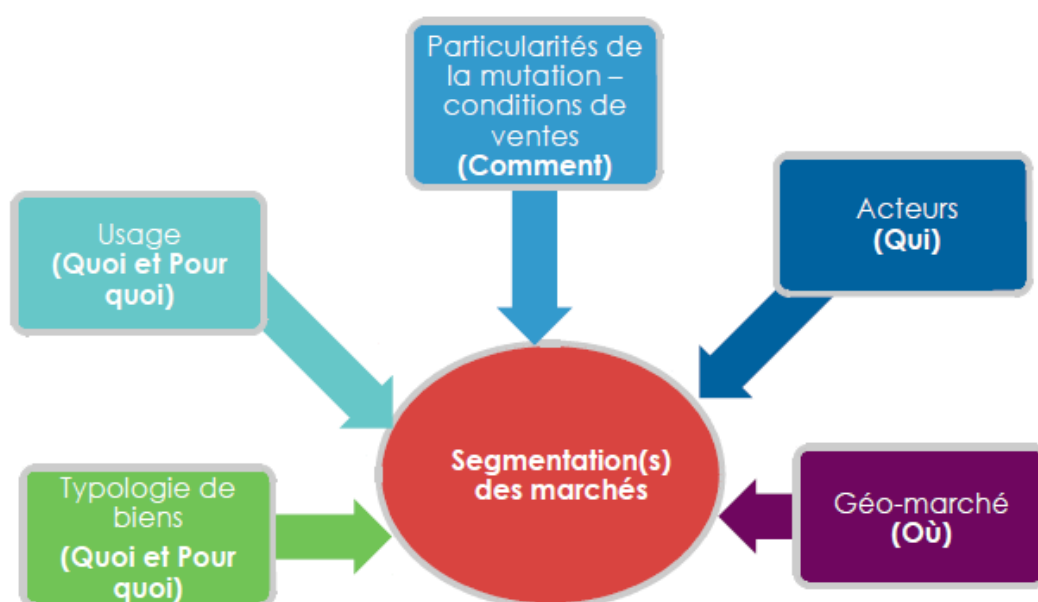 Particularités de
la mutation –
conditions de
ventes
(Comment)
Usage
(Quoi et Pour
quoi)
Acteurs
(Qui)
Segmentation(s)
des marchés
Typologie de
biens
(Quoi et Pour
quoi)
Géo-marché
(Où)